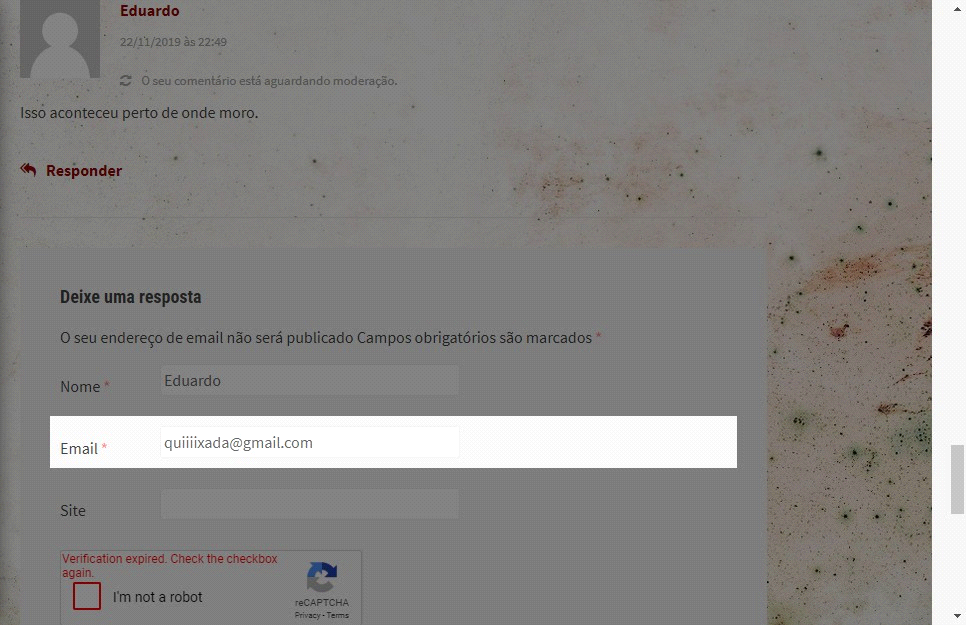 Eduardo
22/11/2019 às 22:49
O seu comentário está aguardando moderação.
Isso aconteceu perto de onde moro.
Responder
Deixe uma resposta
O seu endereço de email não será publicado Campos obrigatórios são marcados *
Nome * Eduardo
Email * quiiiixada@gmail.com
Site
Verification expired. Check the checkbox
again.
I'm not a robot
reCAPTCHA
Privacy - Terms